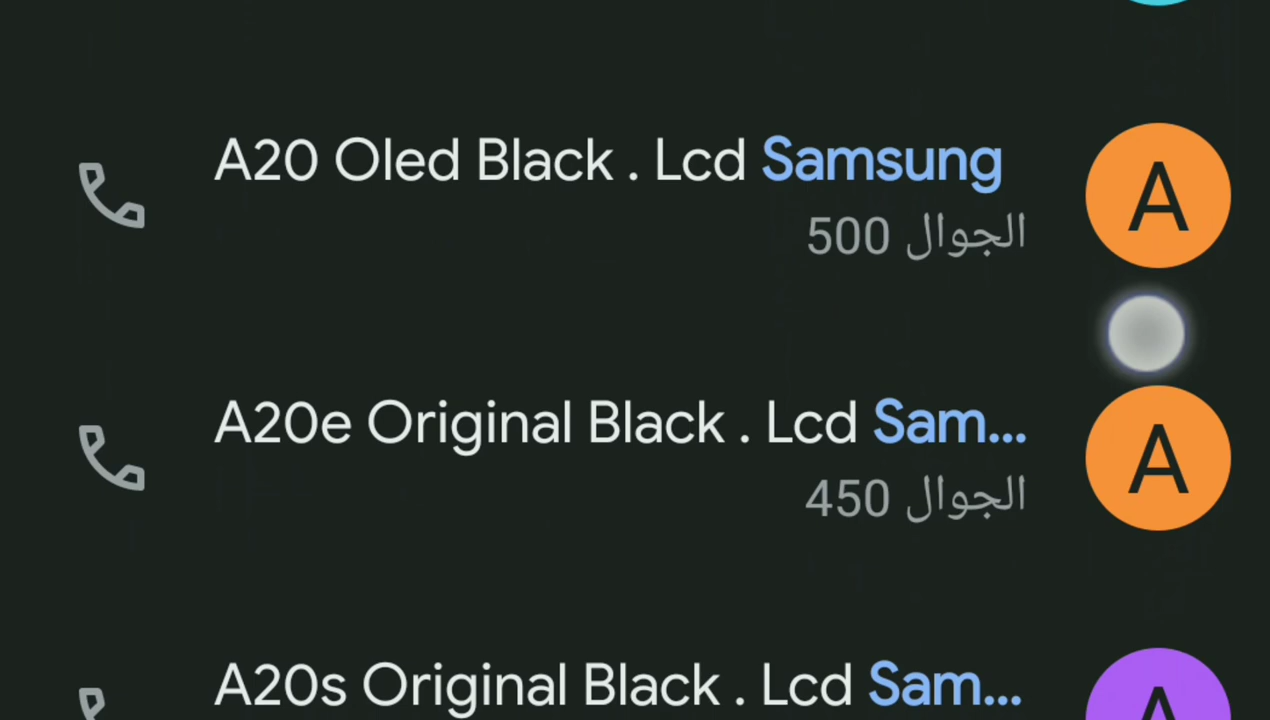 A20 Oled Black . Lcd Samsung
الجوال 500
A
A20e Original Black . Lcd Sam...
الجوال 450
A
A20s Original Black . Lcd Sam...
A